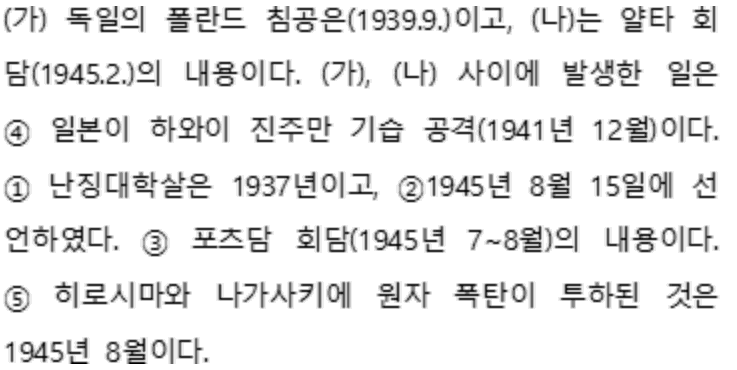 (가) 독일의 폴란드 침공은(1939.9.)이고, (나)는 얄타 회
담(1945.2.)의 내용이다. (가), (나) 사이에 발생한 일은
④ 일본이 하와이 진주만 기습 공격(1941년 12월)이다.
① 난징대학살은 1937년이고, ②1945년 8월 15일에 선
언하였다. ③ 포츠담 회담(1945년 7~8월)의 내용이다.
⑤ 히로시마와 나가사키에 원자 폭탄이 투하된 것은
1945년 8월이다.